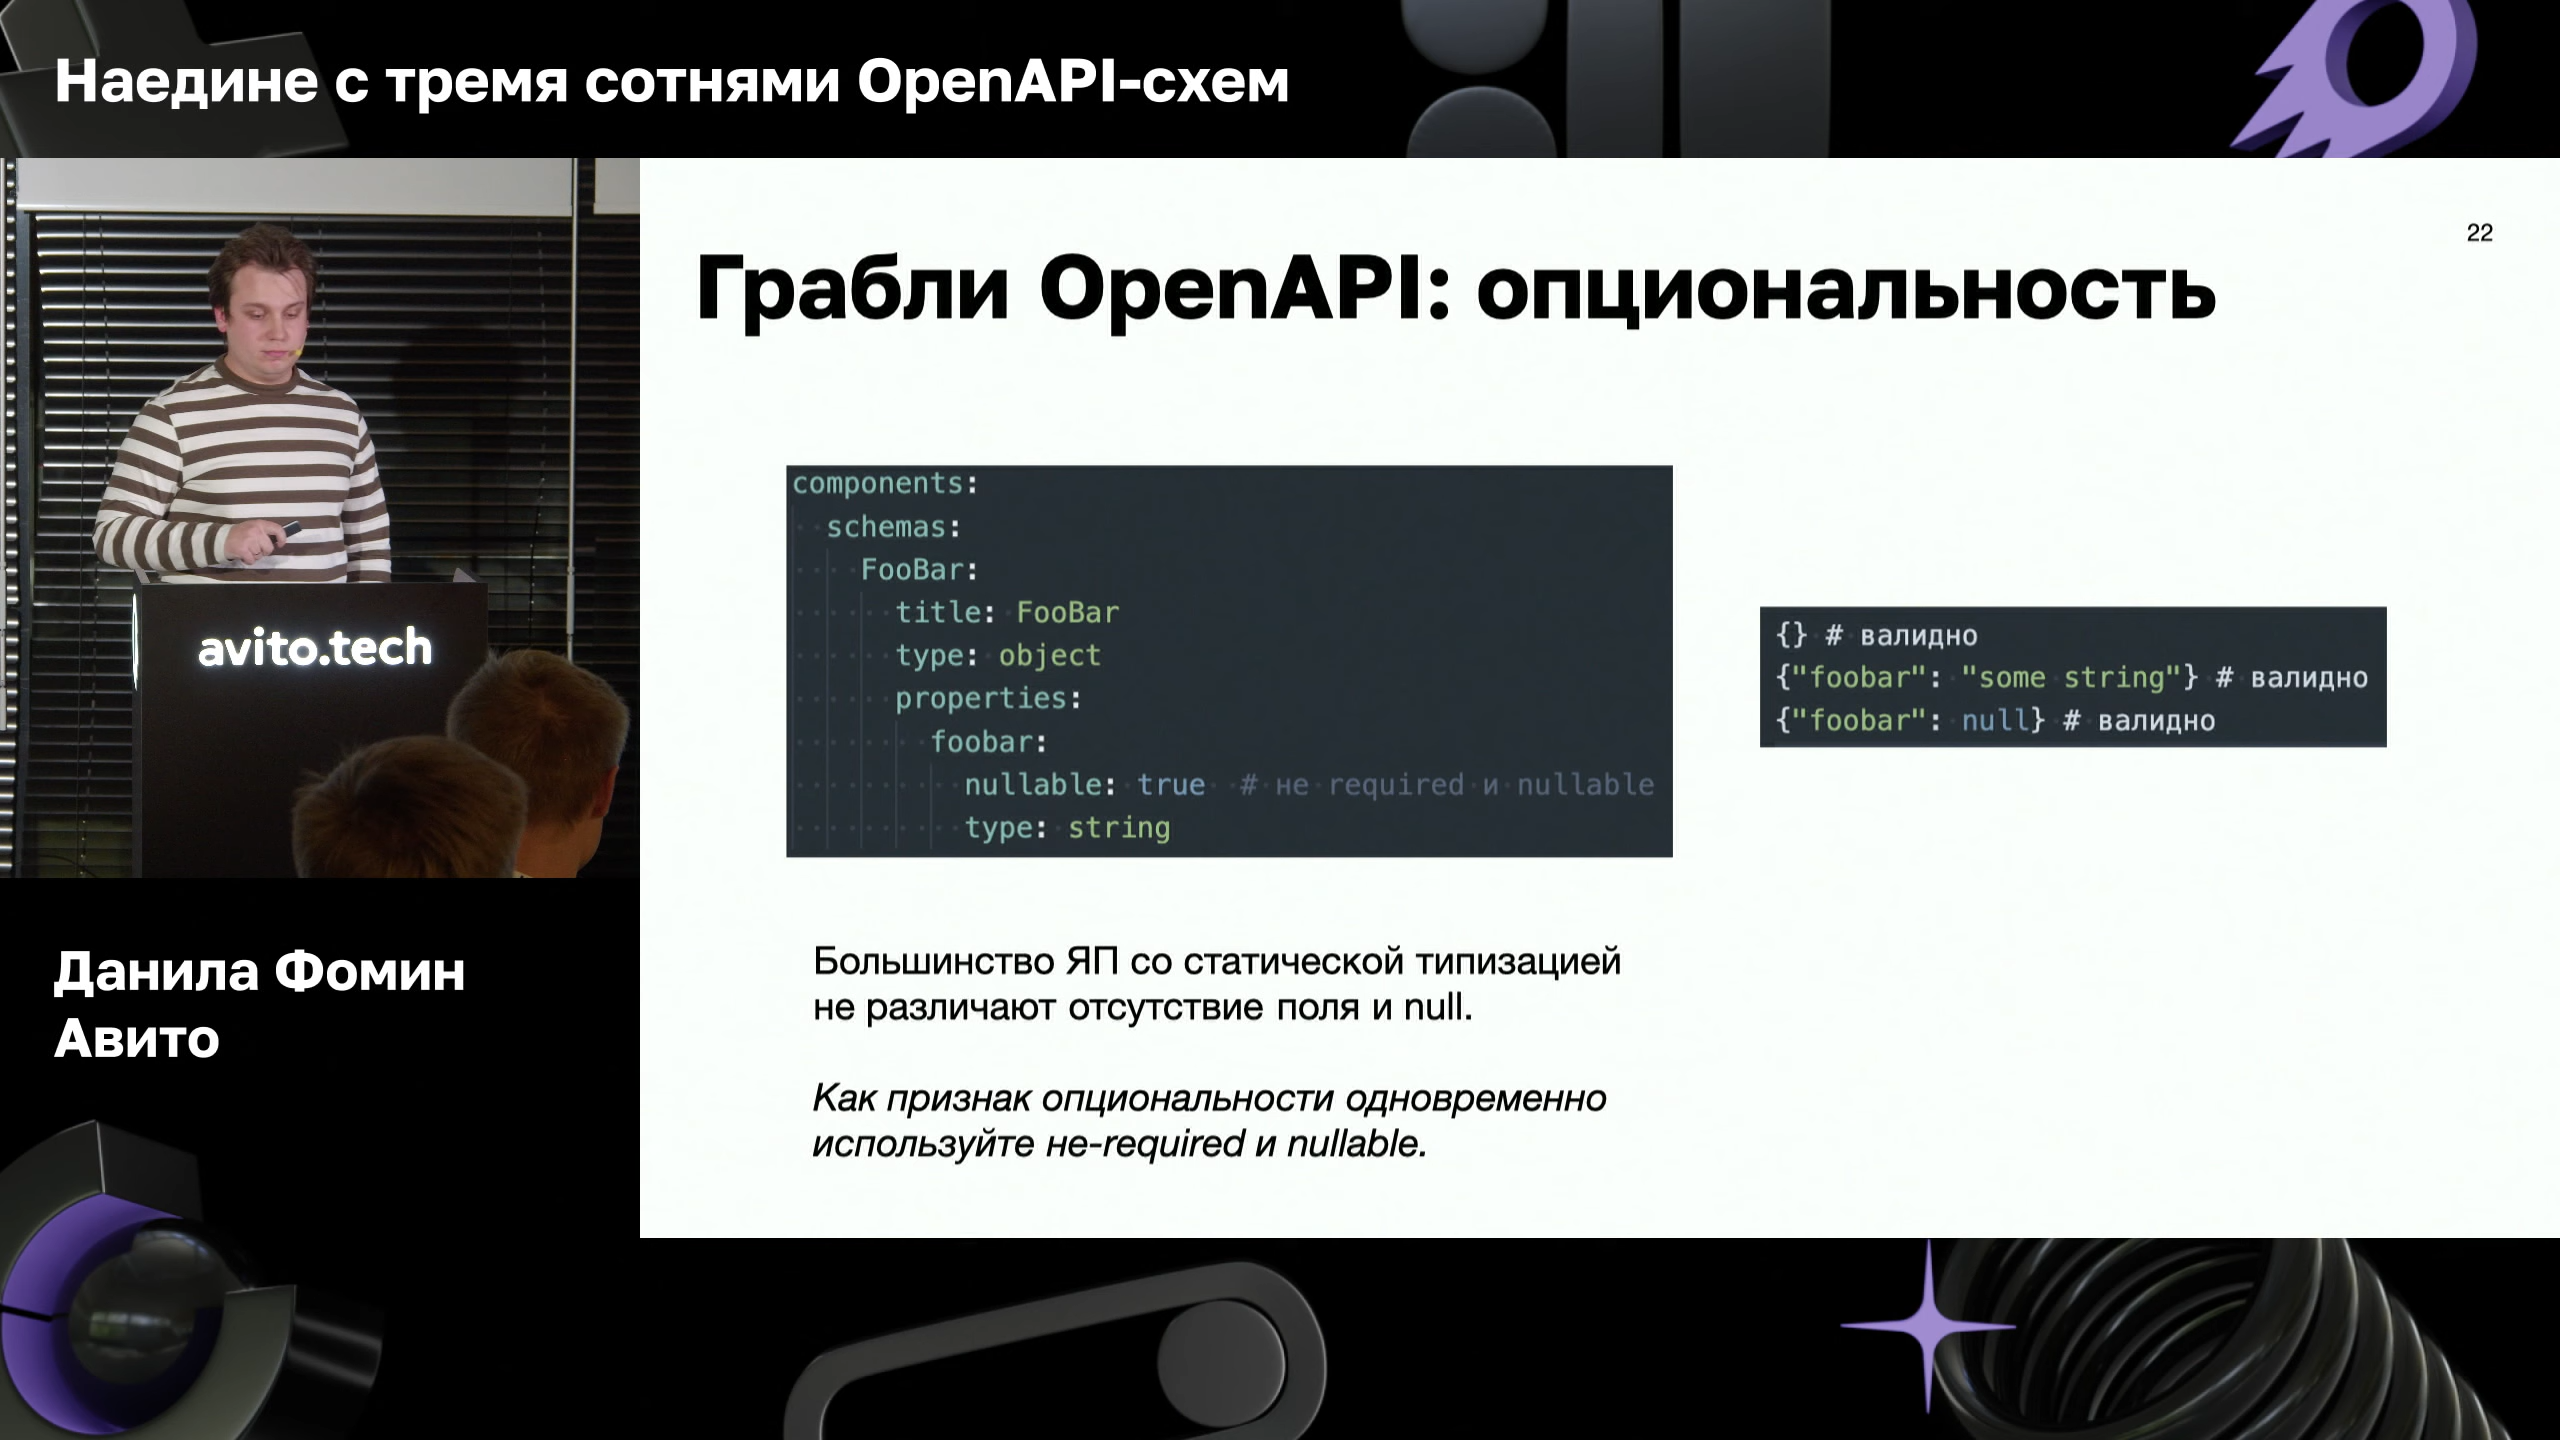 Наедине с тремя сотнями OpenAPI-схем
22
Грабли OpenAPI: опциональность
components:
schemas:
FooBar:
title: FooBar
type: object
properties:
foobar:
nullable: true # не required и nullable
type: string
{} # валидно
{"foobar": "some string"} # валидно
{"foobar": null} # валидно
Большинство ЯП со статической типизацией
не различают отсутствие поля и null.
Как признак опциональности одновременно
используйте не-required и nullable.
avito.tech
Данила Фомин
Авито